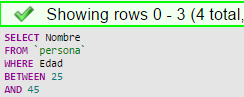 Showing rows 0 - 3 (4 total,
SELECT Nombre
FROM `persona`
WHERE Edad
BETWEEN 25
AND 45